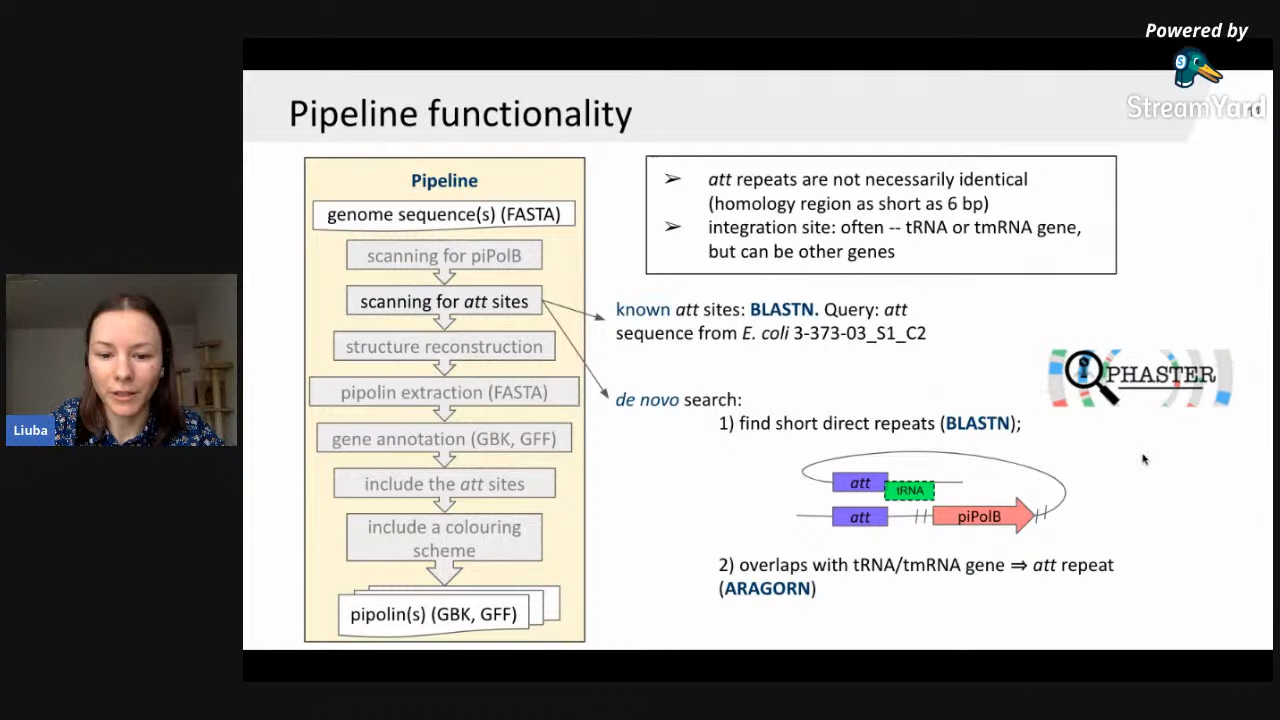 Powered by
StreamYard
Pipeline functionality
11
Pipeline
genome sequence(s) (FASTA)
scanning for piPolB
scanning for att sites
structure reconstruction
pipolin extraction (FASTA)
gene annotation (GBK, GFF)
include the att sites
include a colouring
scheme
pipolin(s) (GBK, GFF)
➢ att repeats are not necessarily identical
(homology region as short as 6 bp)
➢ integration site: often -- tRNA or tmRNA gene,
but can be other genes
known att sites: BLASTN. Query: att
sequence from E. coli 3-373-03_S1_C2
PHASTER
de novo search:
1) find short direct repeats (BLASTN);
att
tRNA
att
piPolB
2) overlaps with tRNA/tmRNA gene ⇒ att repeat
(ARAGORN)
Liuba